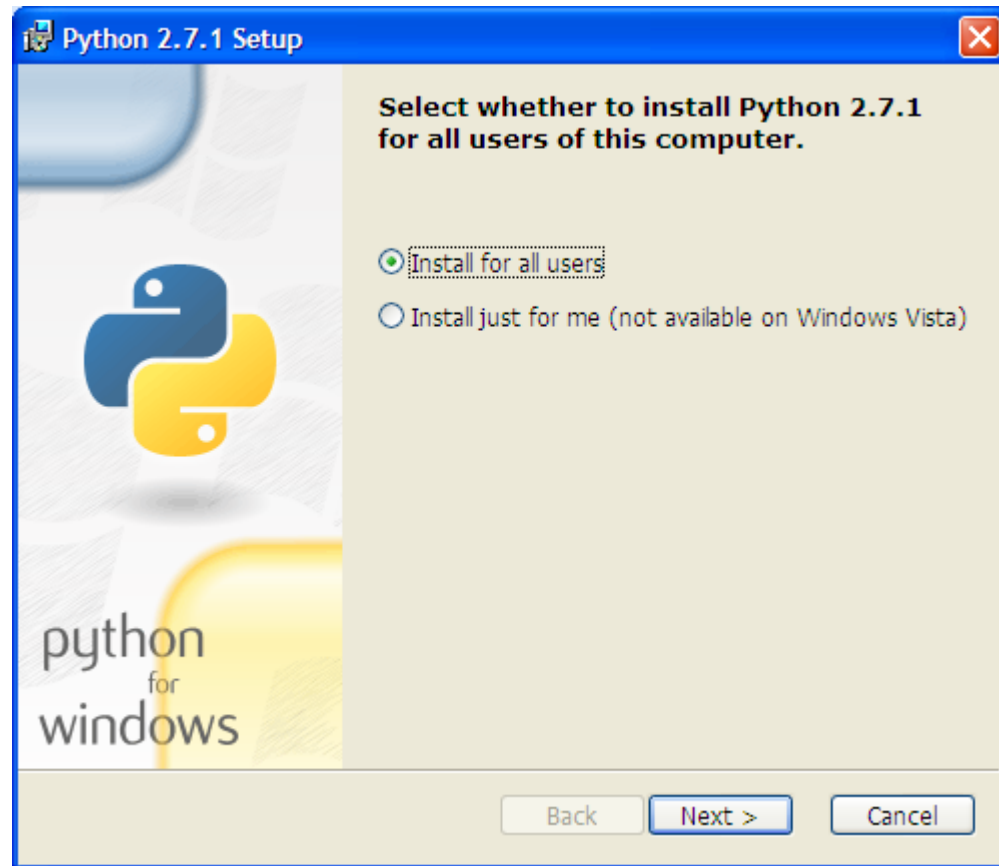 Python 2.7.1 Setup
Select whether to install Python 2.7.1
for all users of this computer.
Install for all users
Install just for me (not available on Windows Vista)
python
for
windows
Back
Next >
Cancel